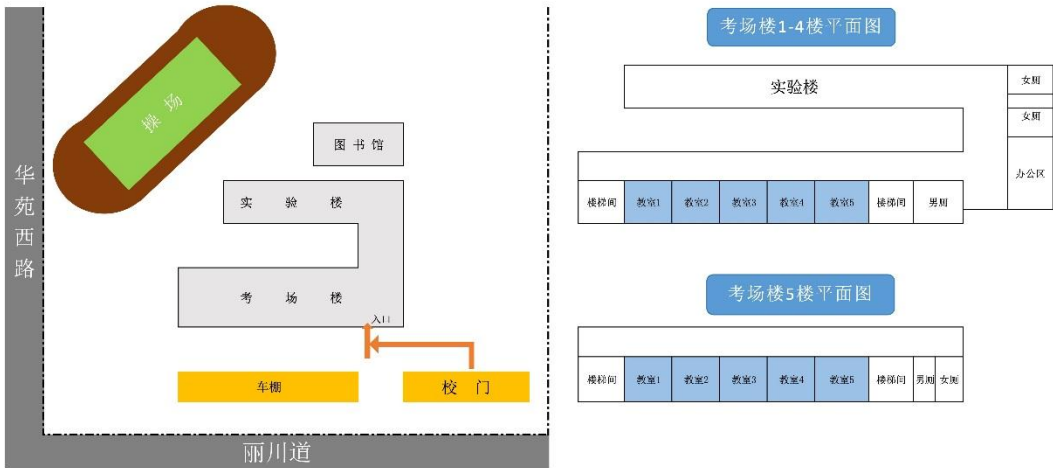 操场
图书馆
实验楼
考场楼
入口
车棚
校门
华苑西路
丽川道
考场楼1-4楼平面图
实验楼
女厕
女厕
办公区
楼梯间
教室1
教室2
教室3
教室4
教室5
楼梯间
男厕
考场楼5楼平面图
楼梯间
教室1
教室2
教室3
教室4
教室5
楼梯间
男厕
女厕